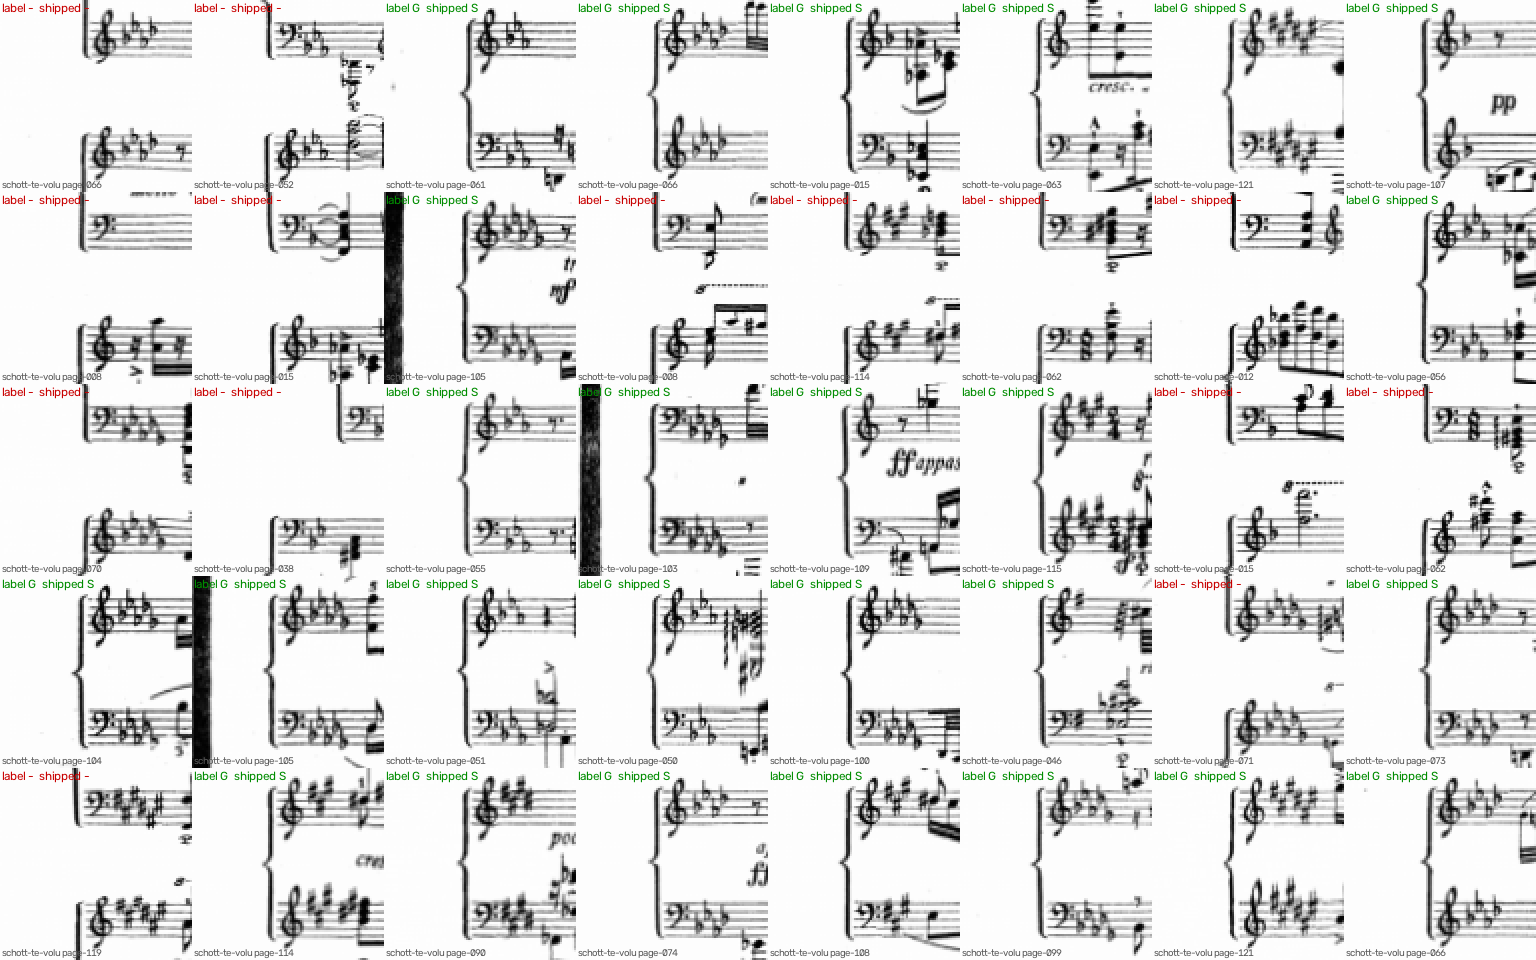 label - shipped -
label - shipped -
label G shipped S
label G shipped S
label G shipped S
label G shipped S
label G shipped S
label G shipped S
cresc-
pp
schott-te-volu page-066
schott-te-volu page-052
schott-te-volu page-061
schott-te-volu page-066
schott-te-volu page-015
schott-te-volu page-063
schott-te-volu page-121
schott-te-volu page-107
label - shipped -
label - shipped -
label G shipped S
label - shipped -
label - shipped -
label - shipped -
label - shipped -
label G shipped S
mf
schott-te-volu page-008
schott-te-volu page-015
schott-te-volu page-105
schott-te-volu page-008
schott-te-volu page-114
schott-te-volu page-062
schott-te-volu page-012
schott-te-volu page-056
label - shipped -
label - shipped -
label G shipped S
label G shipped S
label G shipped S
label G shipped S
label - shipped -
label - shipped -
ff appas
schott-te-volu page-070
schott-te-volu page-038
schott-te-volu page-055
schott-te-volu page-103
schott-te-volu page-109
schott-te-volu page-115
schott-te-volu page-015
schott-te-volu page-062
label G shipped S
label G shipped S
label G shipped S
label G shipped S
label G shipped S
label G shipped S
label - shipped -
label G shipped S
schott-te-volu page-104
schott-te-volu page-105
schott-te-volu page-051
schott-te-volu page-050
schott-te-volu page-100
schott-te-volu page-046
schott-te-volu page-071
schott-te-volu page-073
label - shipped -
label G shipped S
label G shipped S
label G shipped S
label G shipped S
label G shipped S
label G shipped S
label G shipped S
poc
cres
ff
schott-te-volu page-119
schott-te-volu page-114
schott-te-volu page-090
schott-te-volu page-074
schott-te-volu page-108
schott-te-volu page-099
schott-te-volu page-121
schott-te-volu page-066